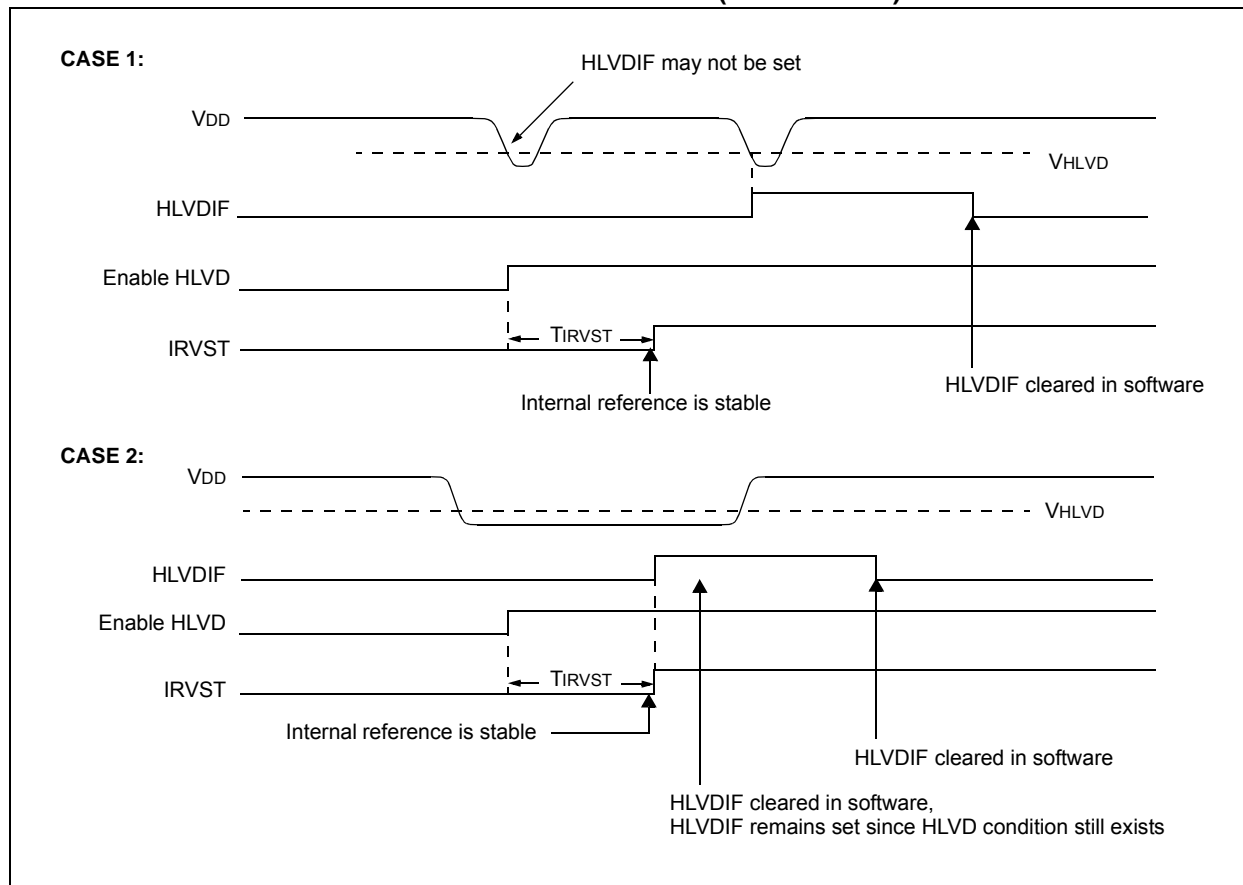 CASE 1:
HLVDIF may not be set
VDD
VHLVD
HLVDIF
Enable HLVD
TIRVST
IRVST
HLVDIF cleared in software
Internal reference is stable
CASE 2:
VDD
VHLVD
HLVDIF
Enable HLVD
TIRVST
IRVST
Internal reference is stable
HLVDIF cleared in software
HLVDIF cleared in software,
HLVDIF remains set since HLVD condition still exists